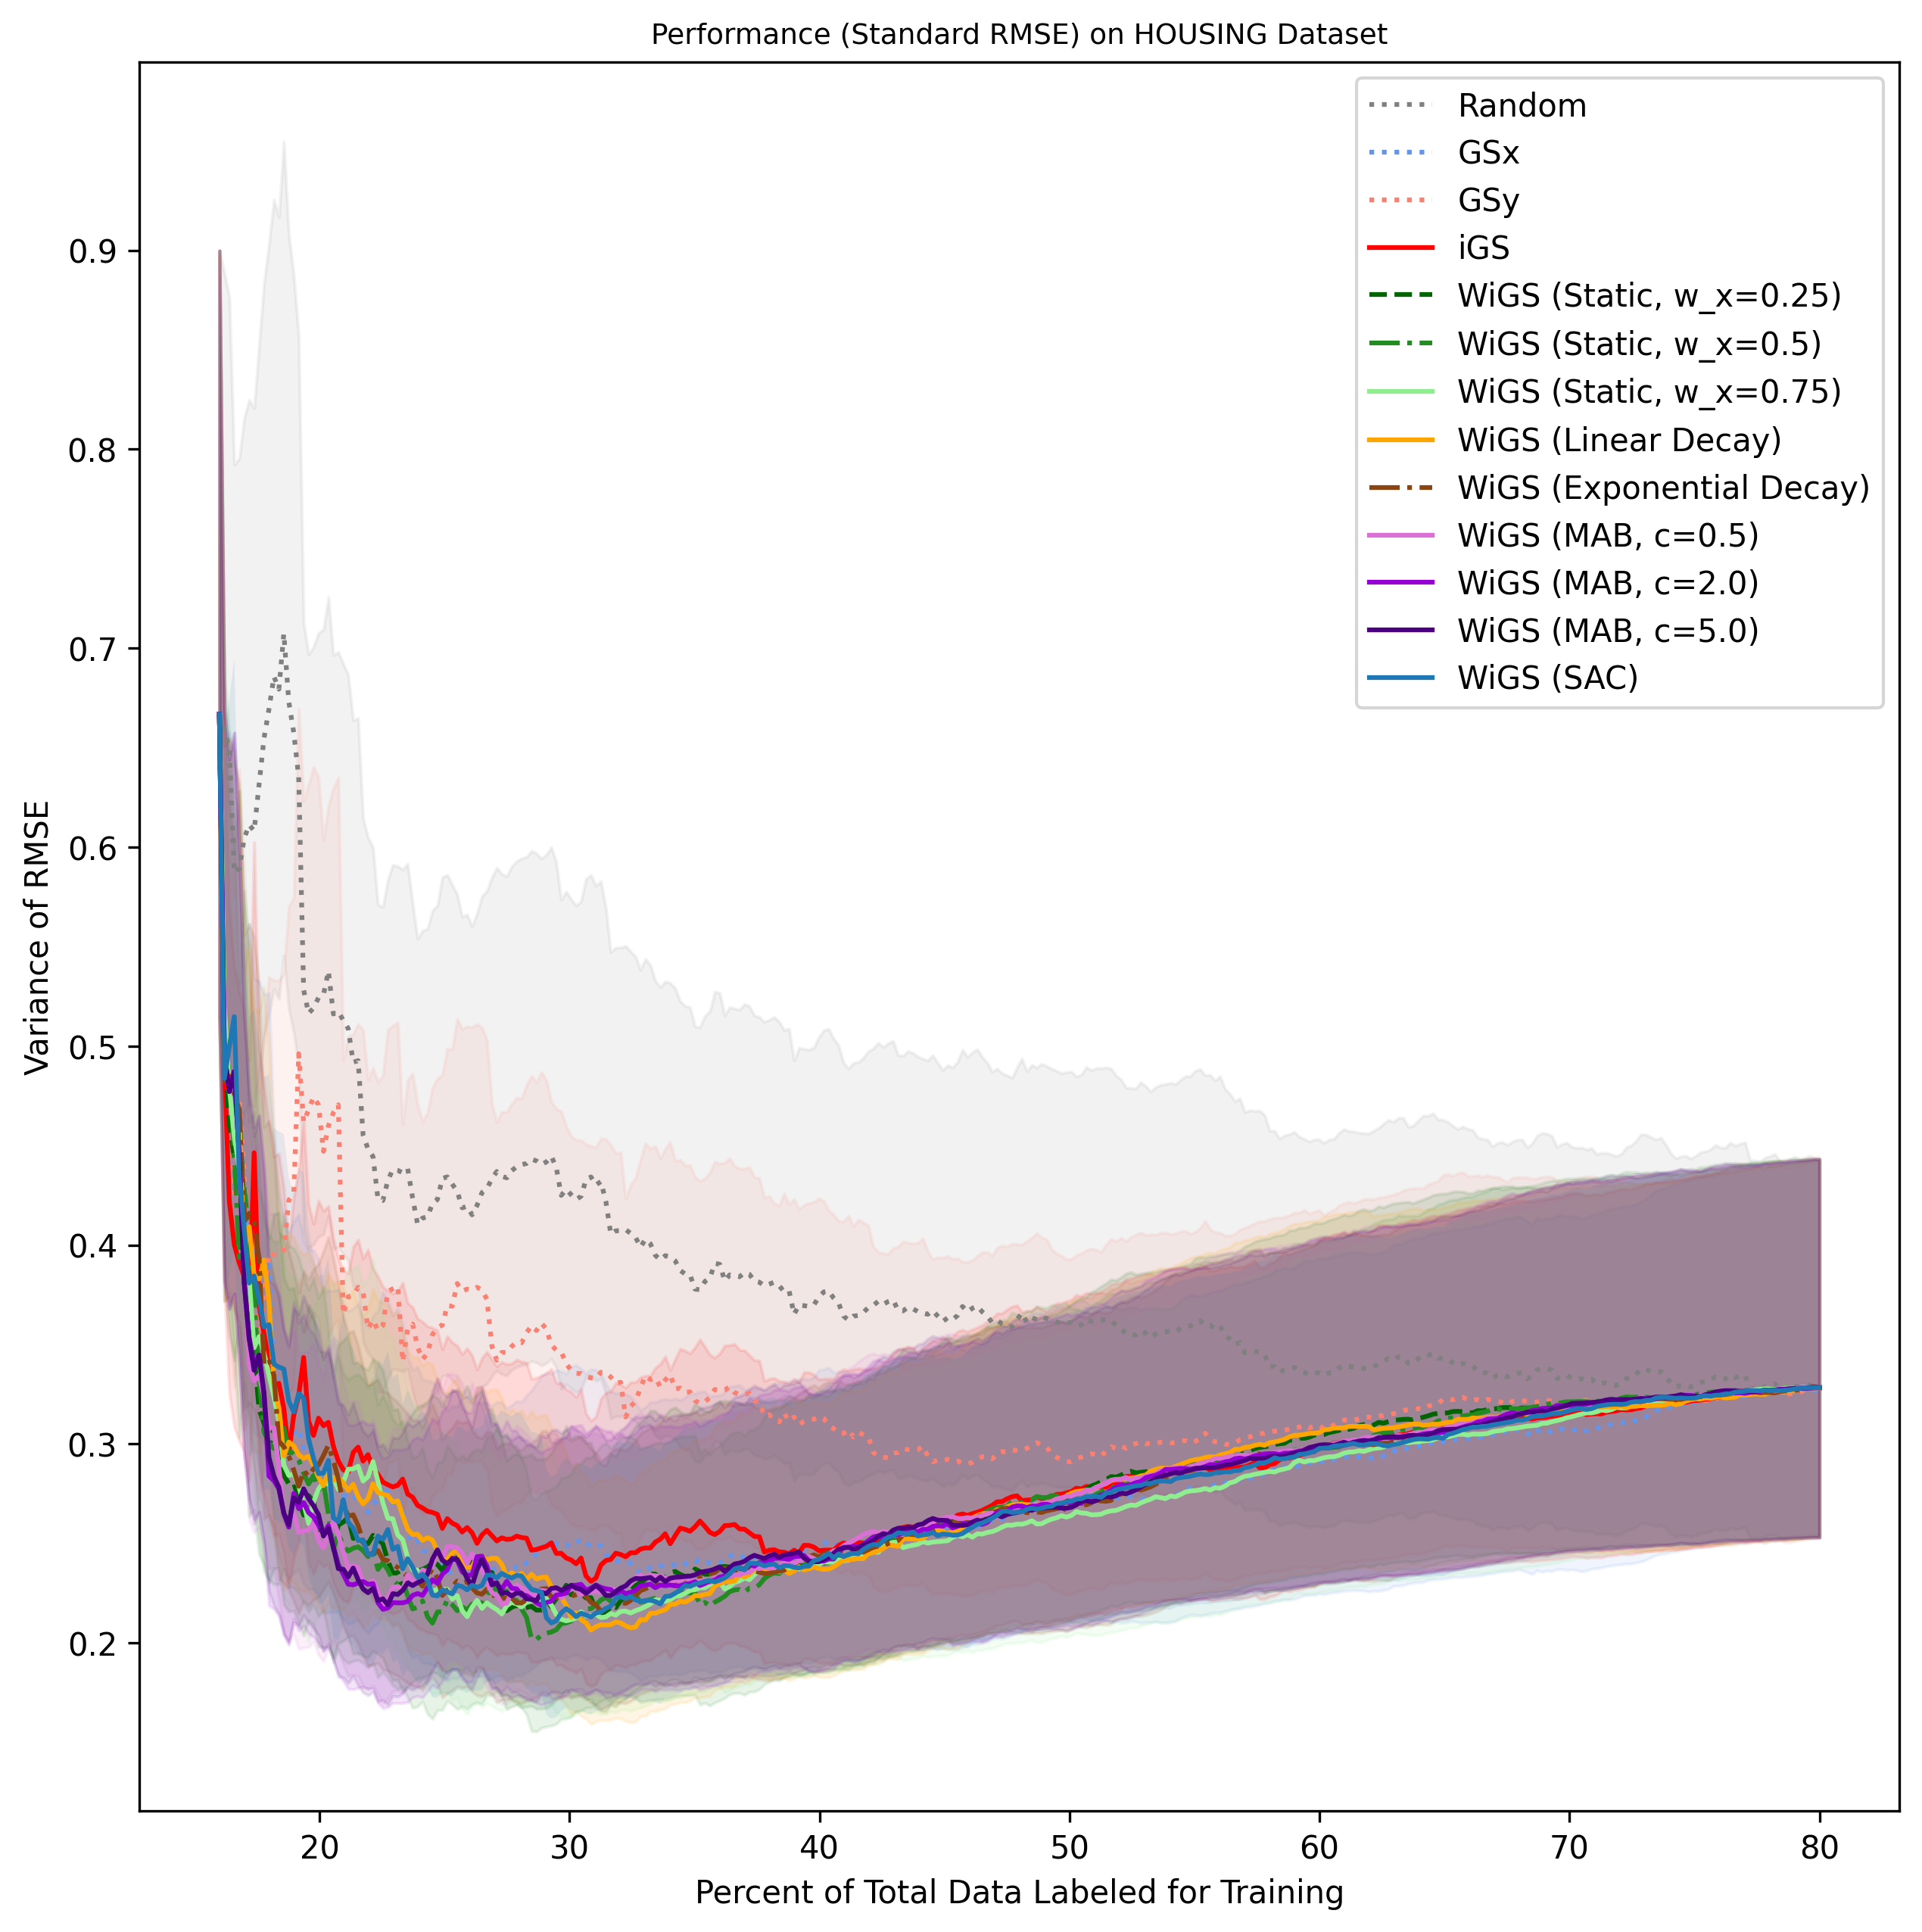 Performance (Standard RMSE) on HOUSING Dataset
Random
GSx
GSy
iGS
WiGS (Static, w_x=0.25)
WiGS (Static, w_x=0.5)
WiGS (Static, w_x=0.75)
WiGS (Linear Decay)
WiGS (Exponential Decay)
WiGS (MAB, c=0.5)
WiGS (MAB, c=2.0)
WiGS (MAB, c=5.0)
WiGS (SAC)
Variance of RMSE
0.9
0.8
0.7
0.6
0.5
0.4
0.3
0.2
20 30 40 50 60 70 80
Percent of Total Data Labeled for Training